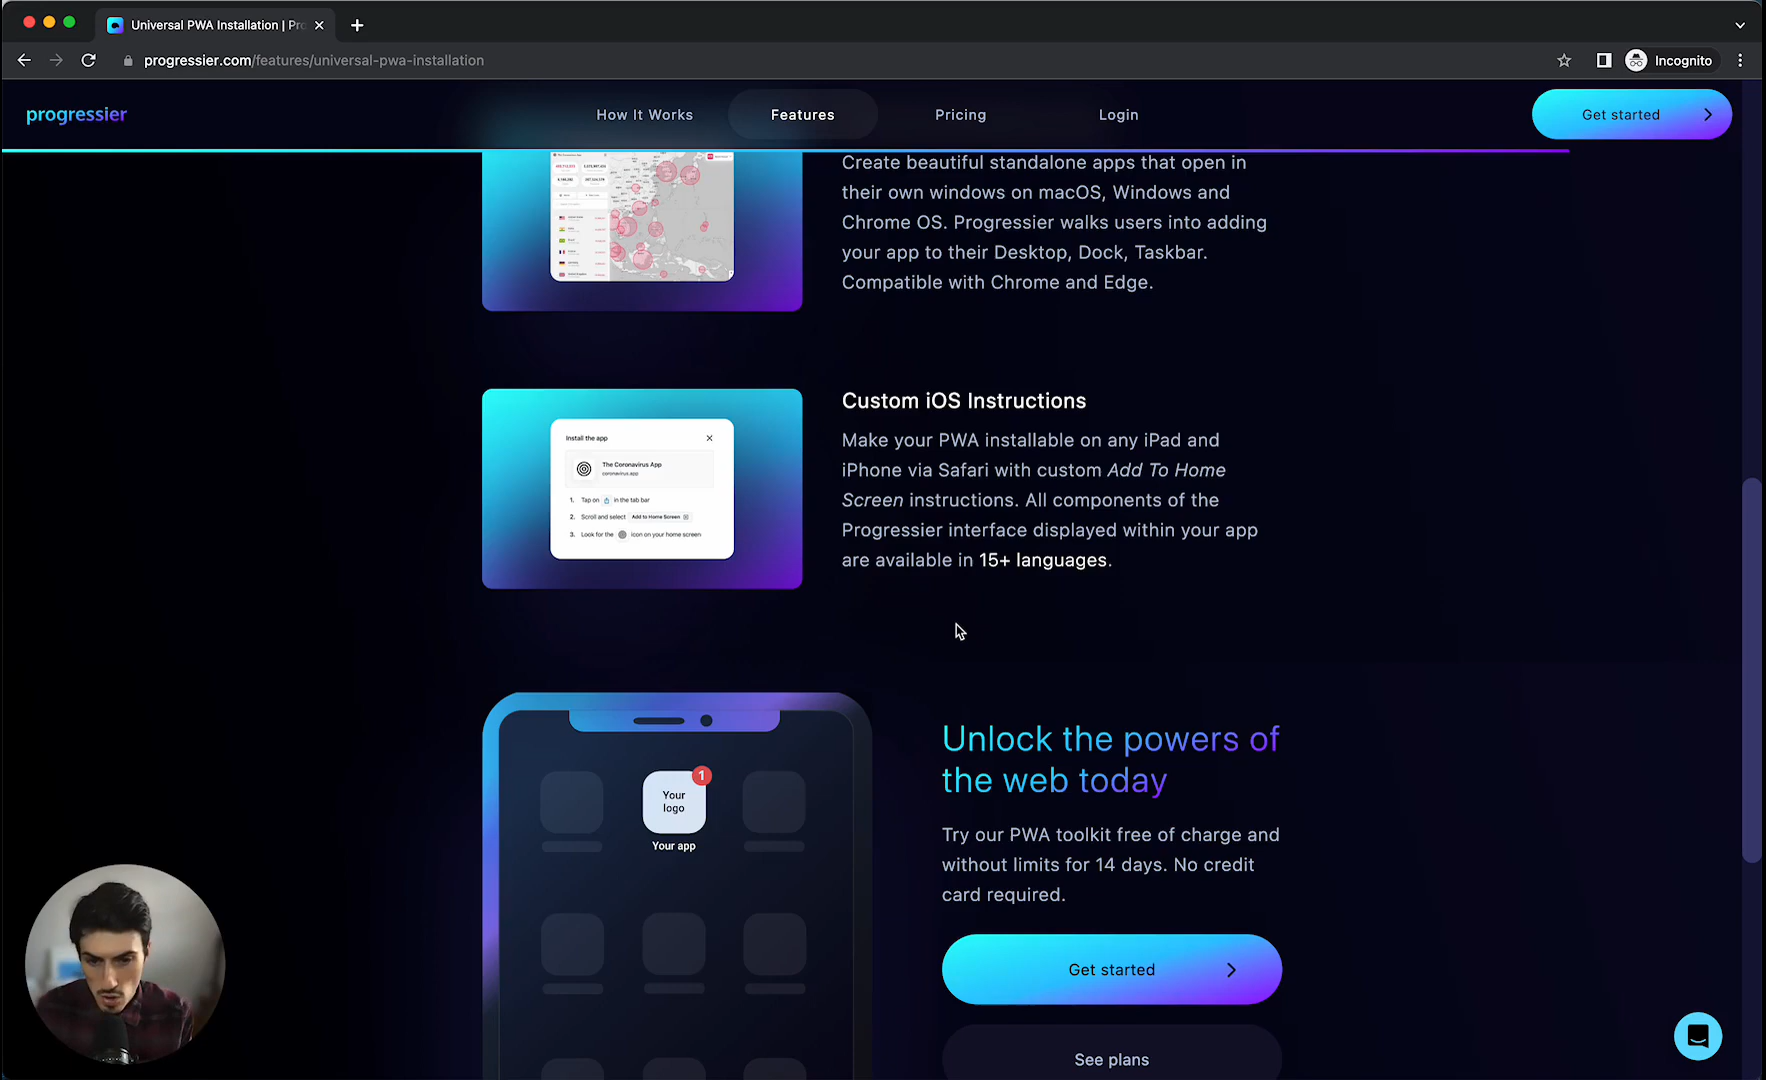 Universal PWA Installation | Pro
progressier.com/features/universal-pwa-installation
Incognito
progressier
How It Works
Features
Pricing
Login
Get started
Create beautiful standalone apps that open in
their own windows on macOS, Windows and
Chrome OS. Progressier walks users into adding
your app to their Desktop, Dock, Taskbar.
Compatible with Chrome and Edge.
Install the app
The Coronavirus App
coronavirus.app
1. Tap on in the tab bar
2. Scroll and select Add to Home Screen
3. Look for the icon on your home screen
Custom iOS Instructions
Make your PWA installable on any iPad and
iPhone via Safari with custom Add To Home
Screen instructions. All components of the
Progressier interface displayed within your app
are available in 15+ languages.
1
Your
logo
Your app
Unlock the powers of
the web today
Try our PWA toolkit free of charge and
without limits for 14 days. No credit
card required.
Get started
See plans